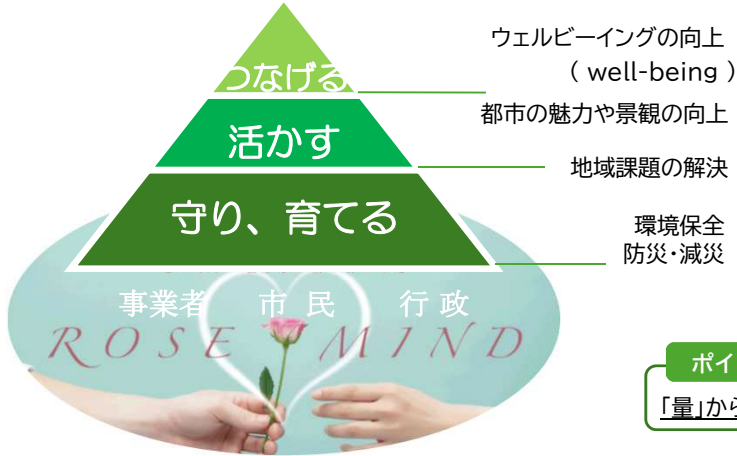 つなげる
活かす
守り、育てる
ウェルビーイングの向上
( well-being )
都市の魅力や景観の向上
地域課題の解決
環境保全
防災・減災
事業者 市民 行政
ROSE MIND
ポイ
「量」から